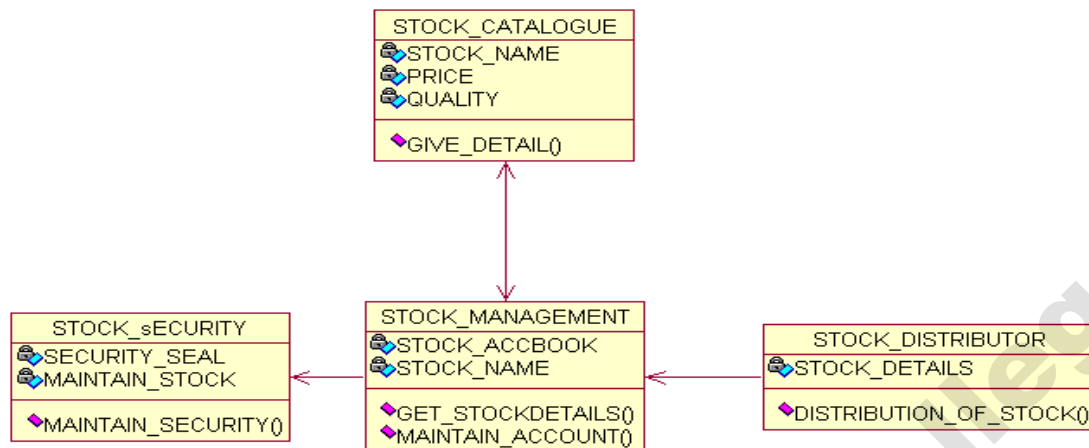 STOCK_CATALOGUE
STOCK_NAME
PRICE
QUALITY
GIVE_DETAIL()
STOCK_sECURITY
SECURITY_SEAL
MAINTAIN_STOCK
MAINTAIN_SECURITY()
STOCK_MANAGEMENT
STOCK_ACCBOOK
STOCK_NAME
GET_STOCKDETAILS()
MAINTAIN_ACCOUNT()
STOCK_DISTRIBUTOR
STOCK_DETAILS
DISTRIBUTION_OF_STOCK()